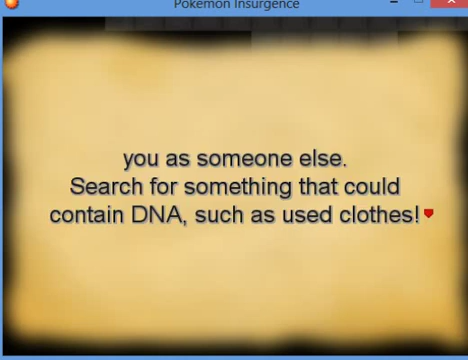 Pokemon Insurgence
you as someone else.
Search for something that could
contain DNA, such as used clothes!